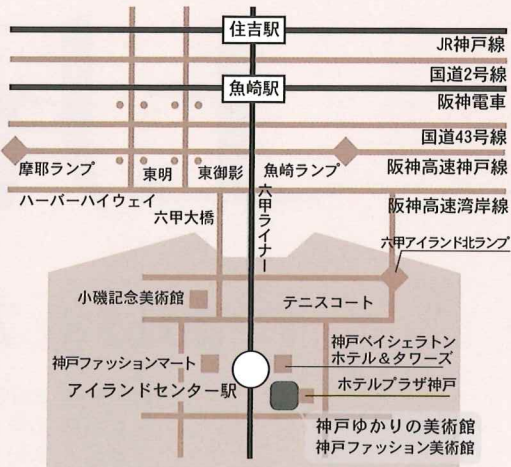 住吉駅
JR神戸線
国道2号線
魚崎駅
阪神電車
国道43号線
摩耶ランプ
東明
東御影
魚崎ランプ
阪神高速神戸線
ハーバーハイウェイ
六甲大橋
六甲ライナー
阪神高速湾岸線
六甲アイランド北ランプ
小磯記念美術館
テニスコート
神戸ファッションマート
神戸ベイシェラトン
ホテル&タワーズ
アイランドセンター駅
ホテルプラザ神戸
神戸ゆかりの美術館
神戸ファッション美術館